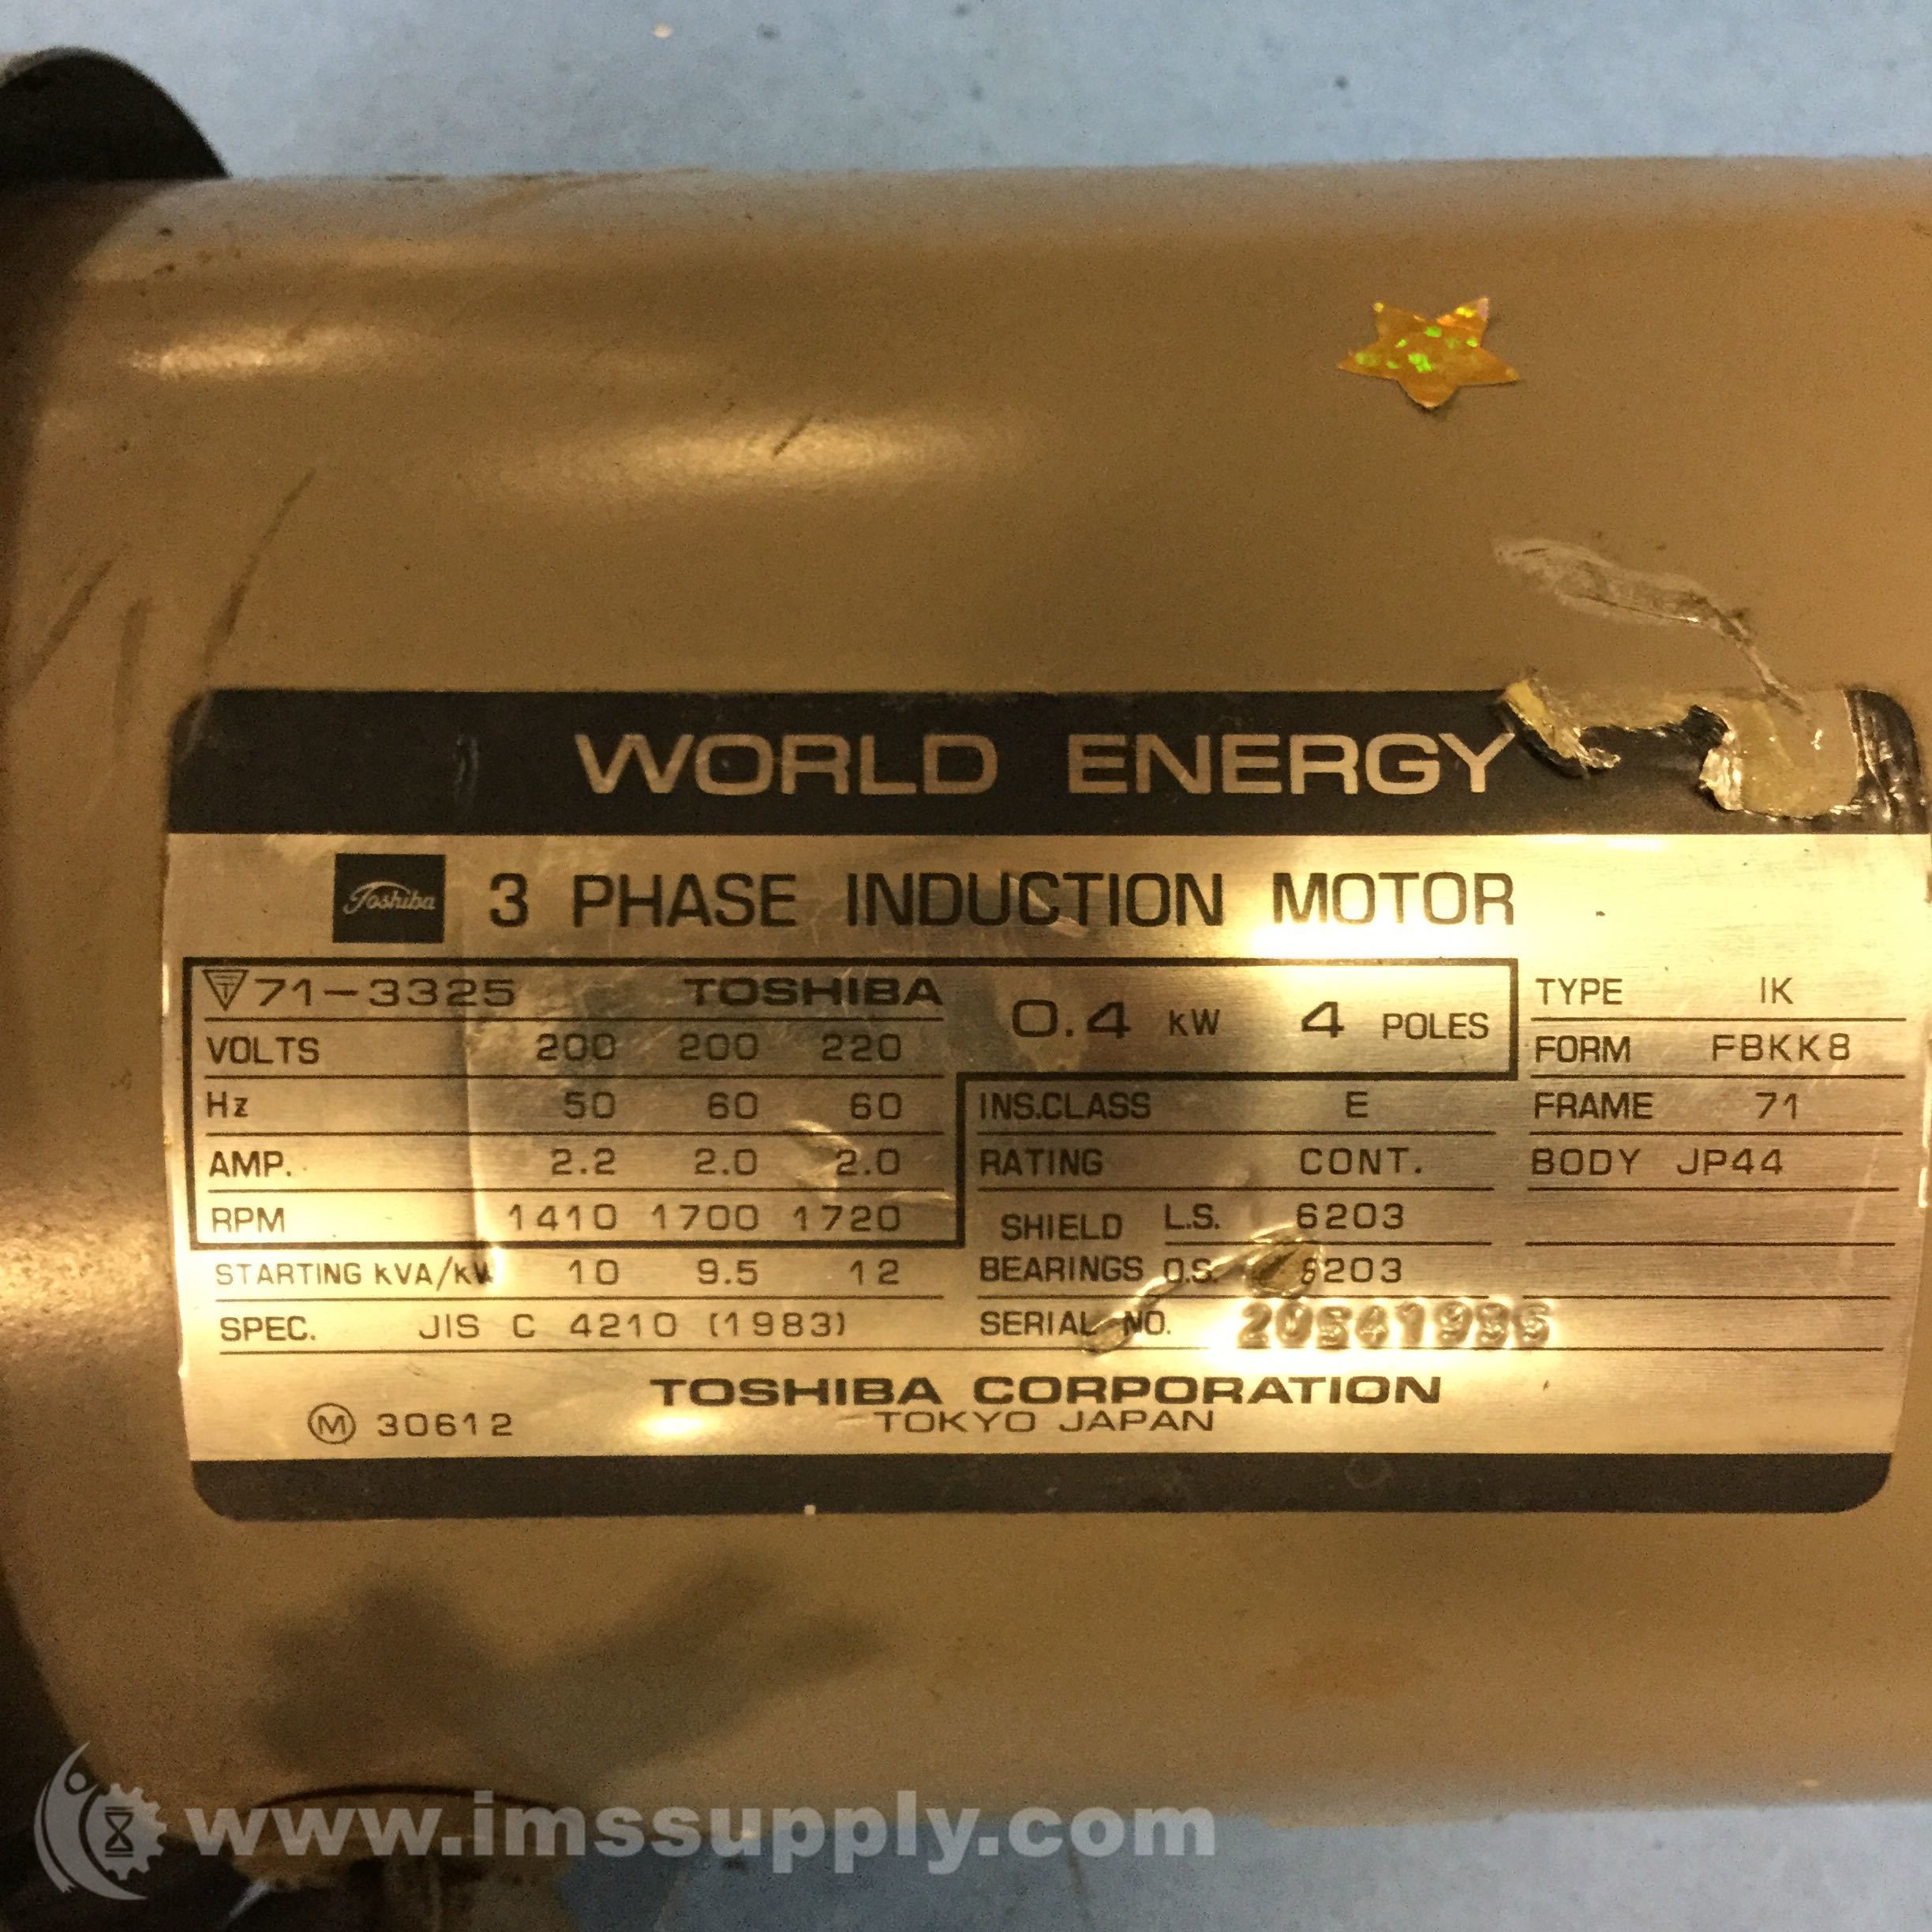 WORLD ENERGY
Toshiba 3 PHASE INDUCTION MOTOR
71-3325 TOSHIBA 0.4 kW 4 POLES
VOLTS 200 200 220
Hz 50 60 60
AMP. 2.2 2.0 2.0
RPM 1410 1700 1720
STARTING kVA/kW 10 9.5 12
SPEC. JIS C 4210 (1983)
INS.CLASS E
RATING CONT.
SHIELD L.S. 6203
BEARINGS O.S. 6203
SERIAL NO.
TYPE IK
FORM FBKK8
FRAME 71
BODY JP44
TOSHIBA CORPORATION
M 30612 TOKYO JAPAN
www.imssupply.com